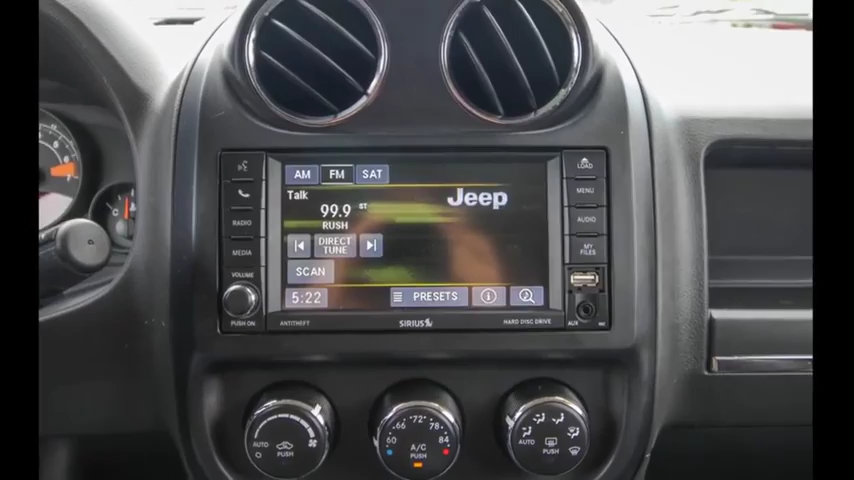 AM FM SAT
Talk
99.9 ST
RUSH
Jeep
DIRECT
TUNE
SCAN
5:22
PRESETS
RADIO
MEDIA
VOLUME
PUSH ON
ANTITHEFT
SIRIUS
HARD DISC DRIVE
LOAD
MENU
AUDIO
MY
FILES
AUX
AUTO
PUSH
60 66 72 78 84
A/C
PUSH
AUTO
PUSH
C